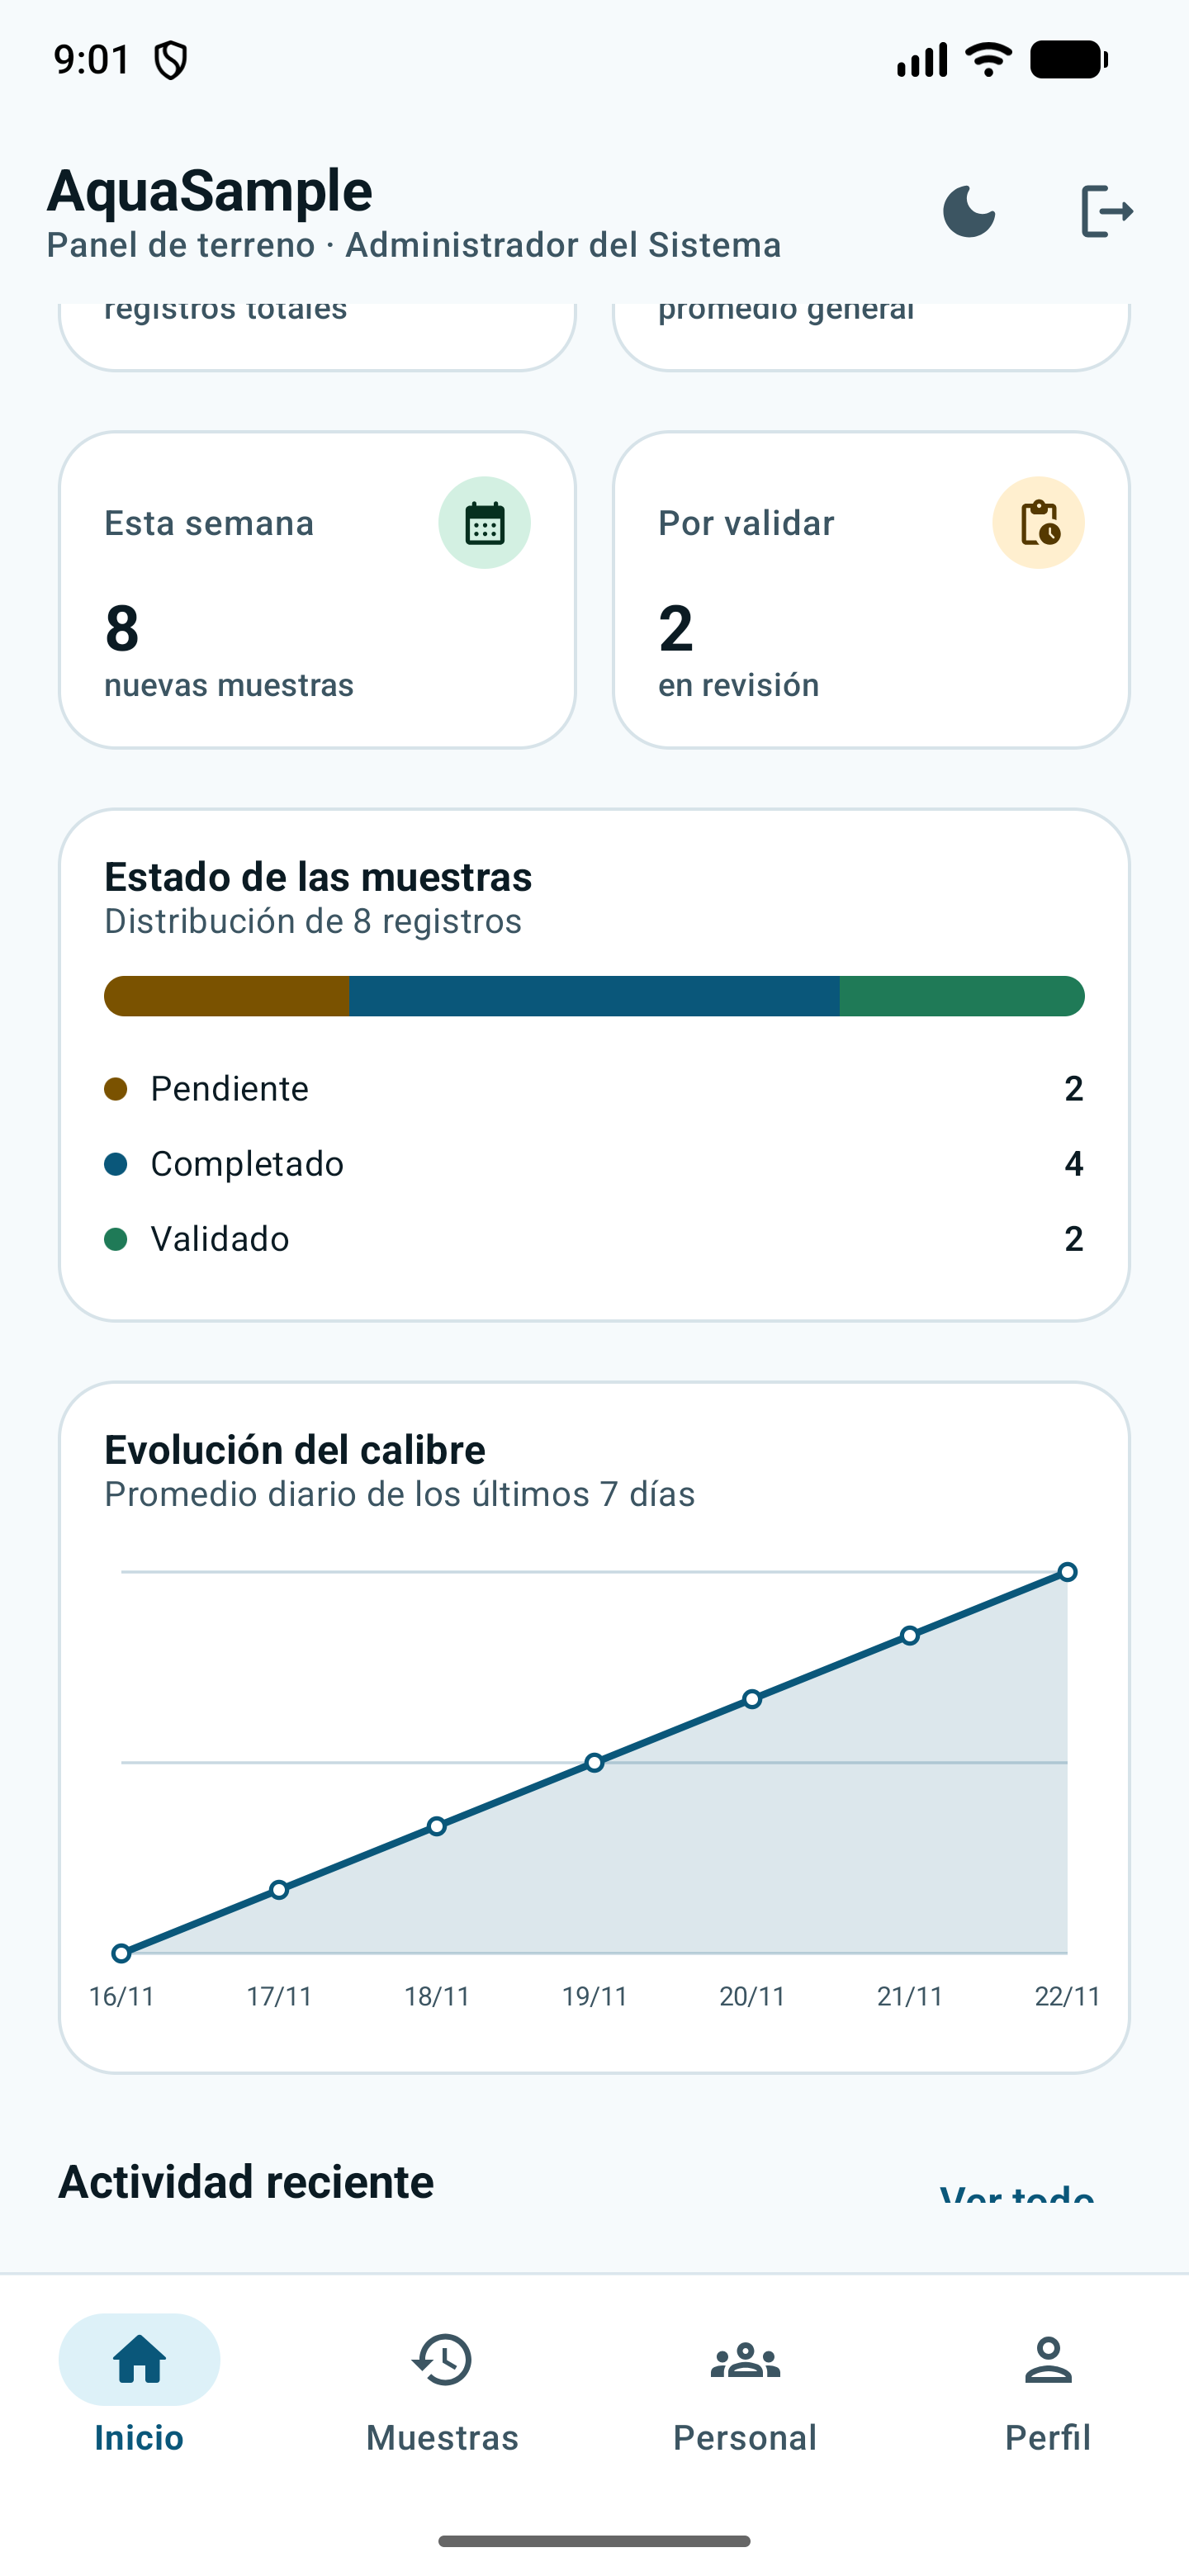 9:01
AquaSample
Panel de terreno · Administrador del Sistema
registros totales
promedio general
Esta semana
8
nuevas muestras
Por validar
2
en revisión
Estado de las muestras
Distribución de 8 registros
Pendiente 2
Completado 4
Validado 2
Evolución del calibre
Promedio diario de los últimos 7 días
16/11 17/11 18/11 19/11 20/11 21/11 22/11
Actividad reciente
Ver todo
Inicio Muestras Personal Perfil